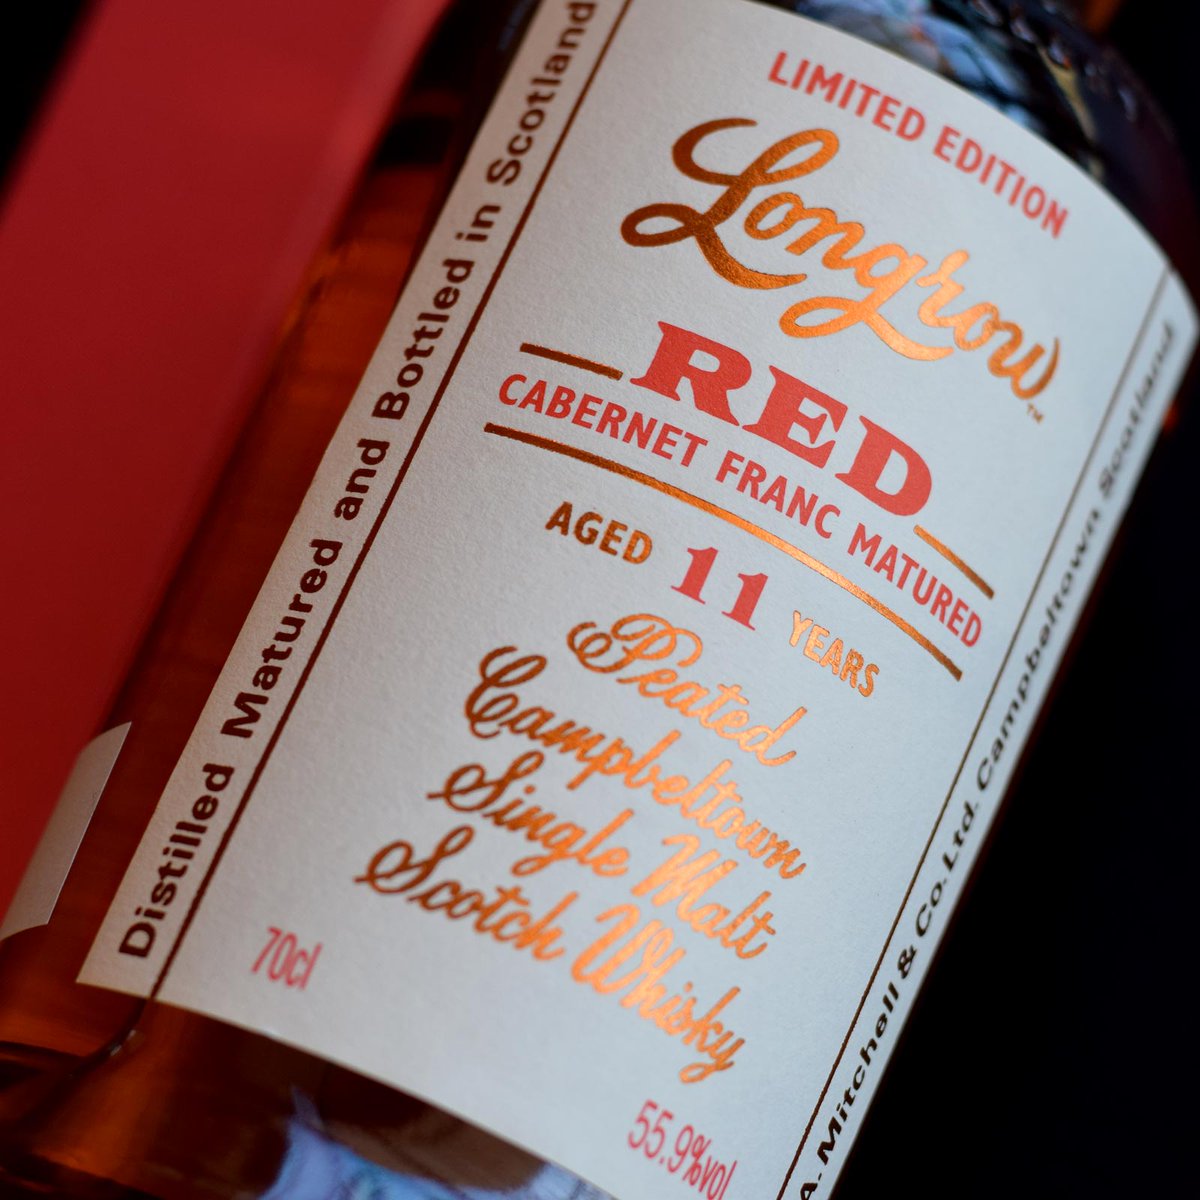 LIMITED EDITION
Longrow™
RED
CABERNET FRANC MATURED
AGED 11 YEARS
Peated
Campbeltown
Single Malt
Scotch Whisky
70cl
55.9%vol
Distilled Matured and Bottled in Scotland
A. Mitchell & Co. Ltd. Campbeltown Scotland